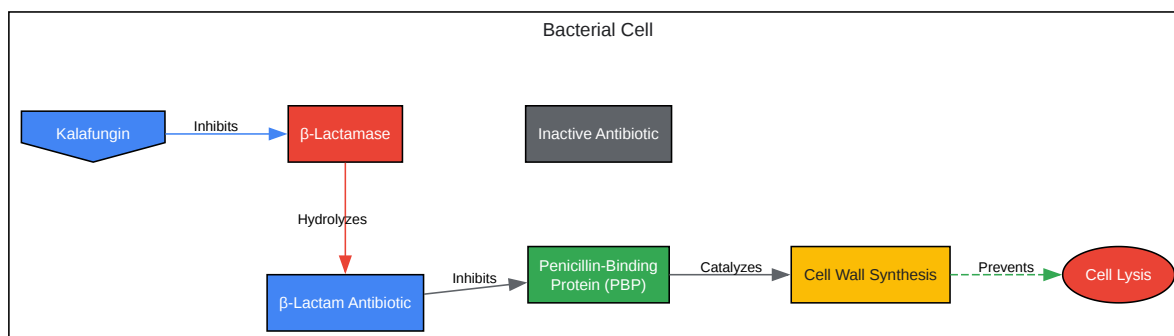 Bacterial Cell
Kalafungin
Inhibits
β-Lactamase
Inactive Antibiotic
Hydrolyzes
β-Lactam Antibiotic
Inhibits
Penicillin-Binding
Protein (PBP)
Catalyzes
Cell Wall Synthesis
Prevents
Cell Lysis